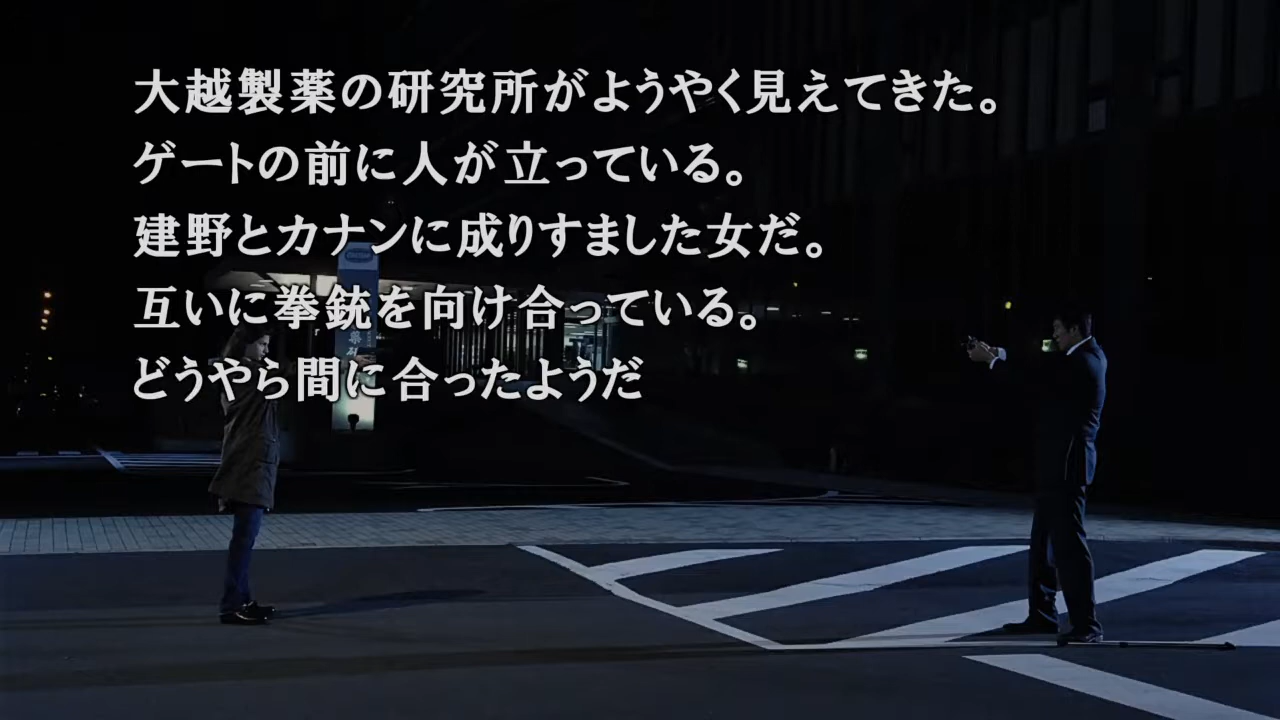 大越製薬の研究所がようやく見えてきた。
ゲートの前に人が立っている。
建野とカナンに成りすました女だ。
互いに拳銃を向け合っている。
どうやら間に合ったようだ